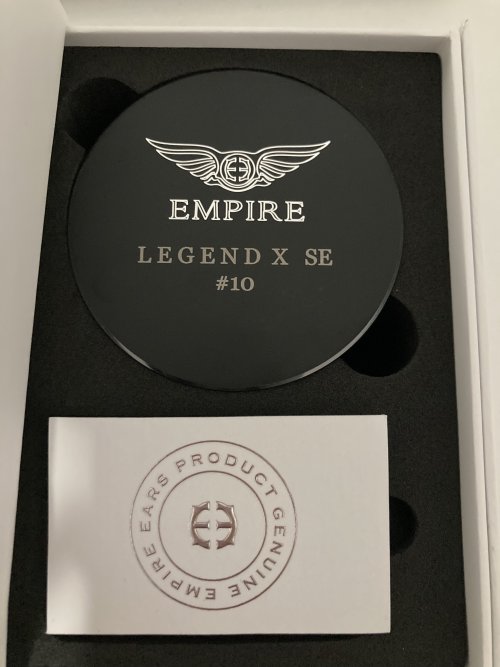 EMPIRE
LEGEND X SE
#10
GENUINE EMPIRE EARS PRODUCT